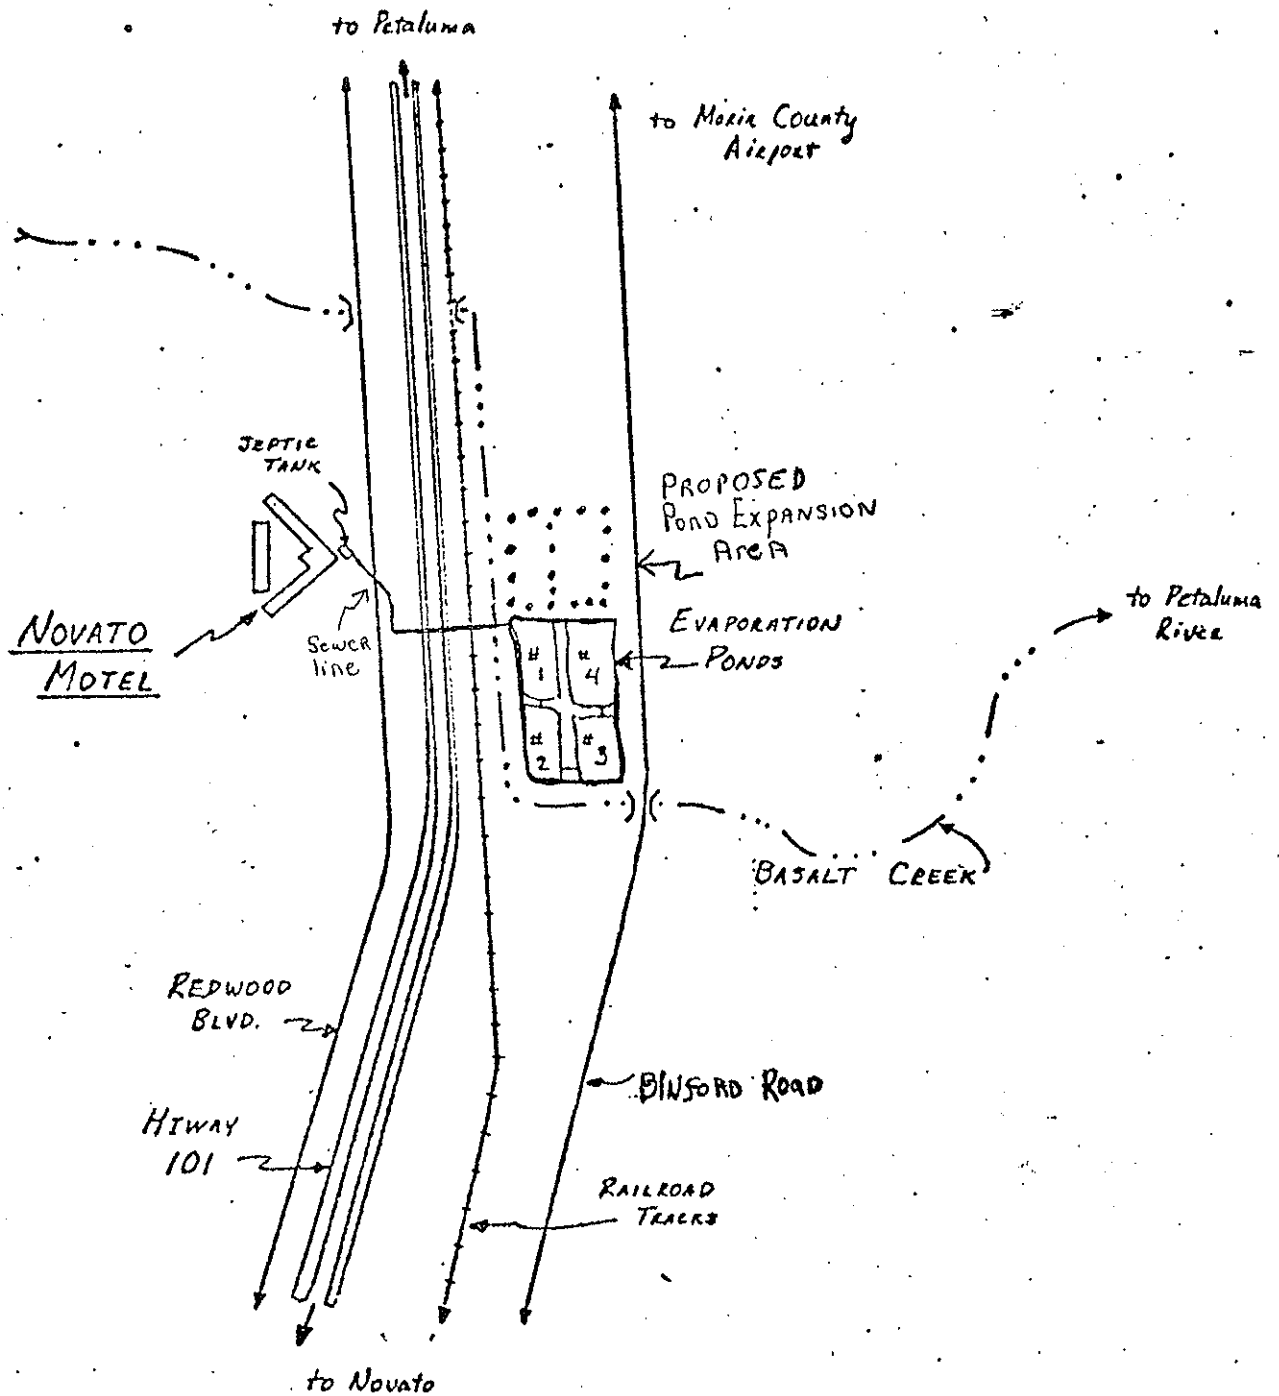 to Petaluma
to Marin County
Airport
SEPTIC
TANK
PROPOSED
POND EXPANSION
AREA
NOVATO
MOTEL
Sewer
line
EVAPORATION
PONDS
# 1
# 4
# 2
# 3
to Petaluma
River
BASALT CREEK
REDWOOD
BLVD.
BINFORD ROAD
HIWAY
101
RAILROAD
TRACKS
to Novato